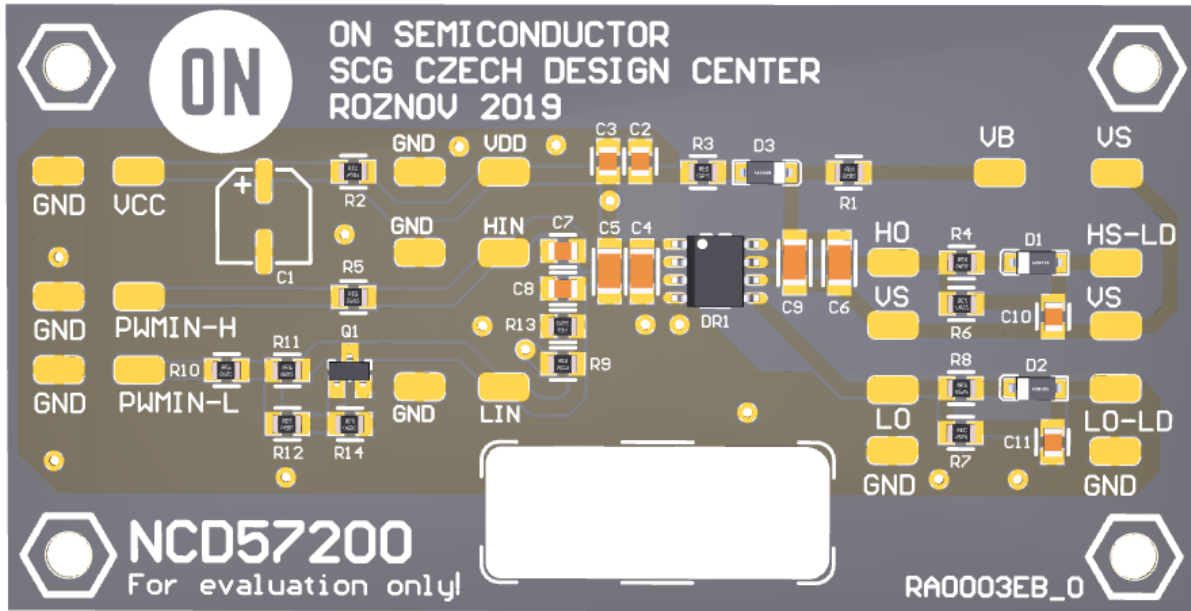 ON
ON SEMICONDUCTOR
SCG CZECH DESIGN CENTER
ROZNOV 2019
GND
VCC
+
C1
R2
GND
VDD
C3
C2
R3
D3
R1
VB
VS
GND
HIN
C7
C5
C4
HO
R4
D1
HS-LD
GND
PWMIN-H
R5
C8
R13
DR1
C9
C6
VS
R6
C10
VS
GND
PWMIN-L
R10
R11
Q1
R9
GND
LIN
R8
D2
LO
LO-LD
R12
R14
R7
C11
GND
GND
NCD57200
For evaluation only!
RA0003EB_0